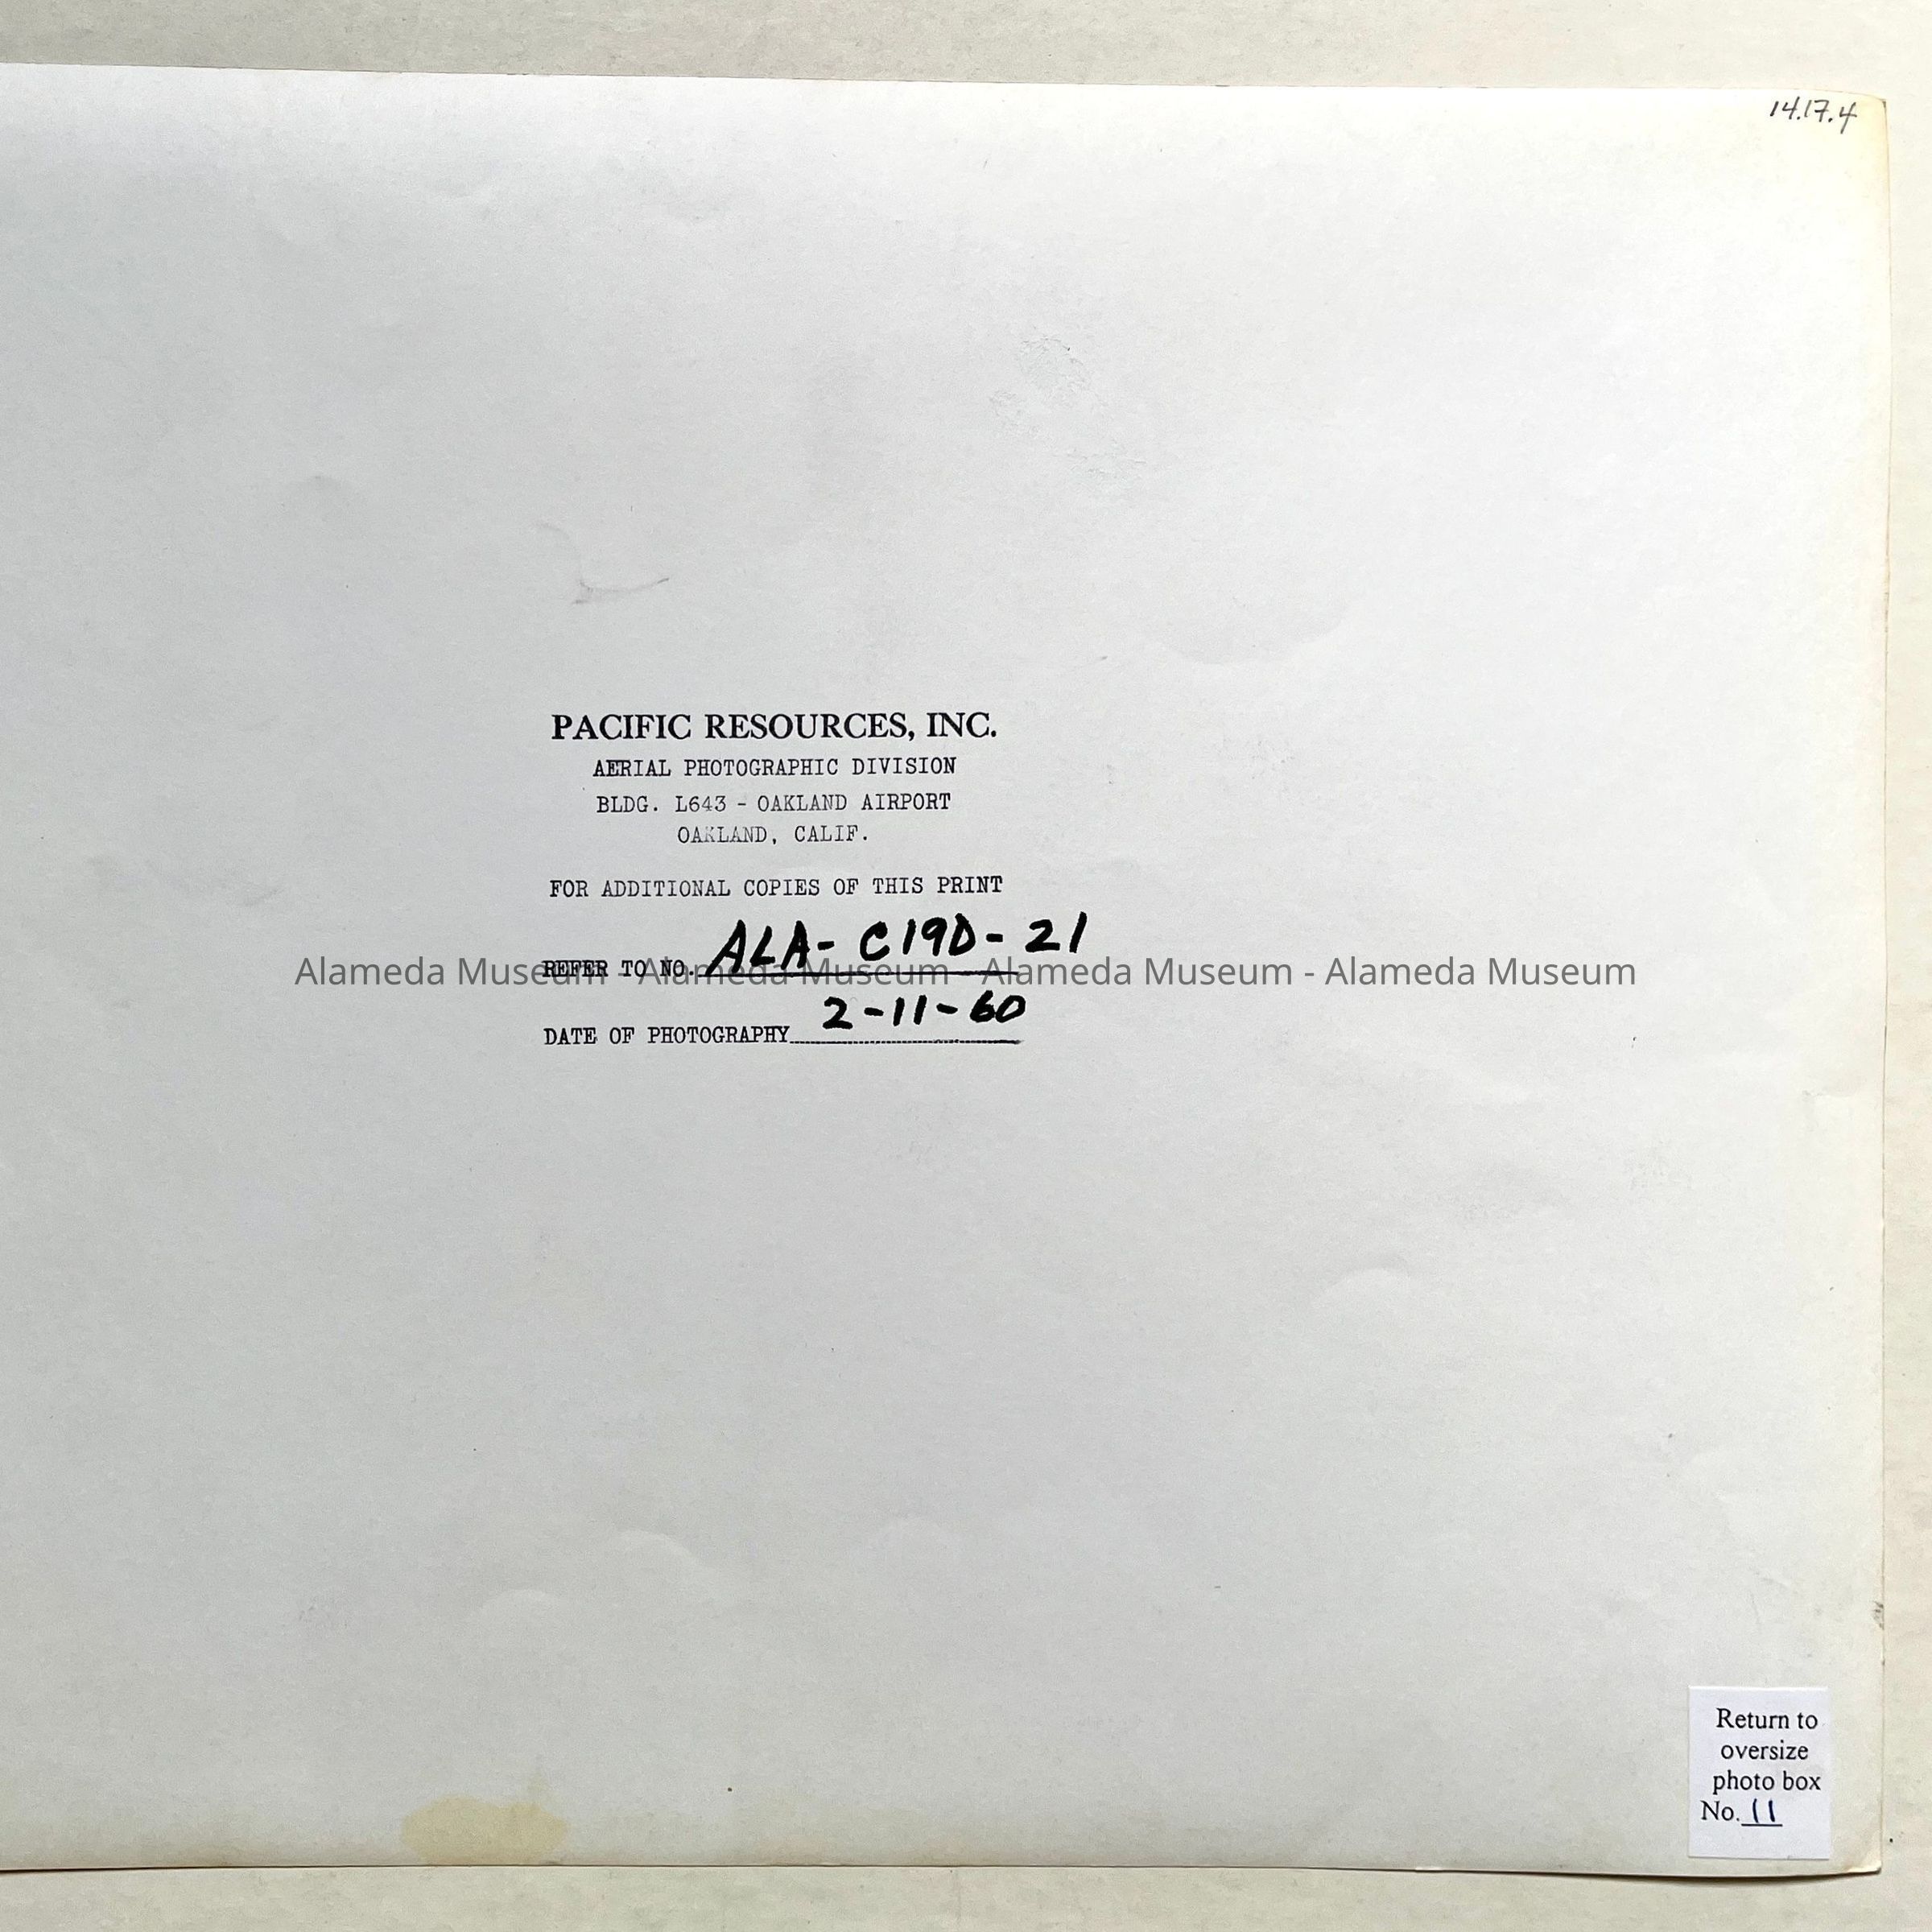 14.17.4
PACIFIC RESOURCES, INC.
AERIAL PHOTOGRAPHIC DIVISION
BLDG. L643 - OAKLAND AIRPORT
OAKLAND, CALIF.
FOR ADDITIONAL COPIES OF THIS PRINT
REFER TO NO. ALA- C19D- 21
Alameda Museum - Alameda Museum - Alameda Museum - Alameda Museum
DATE OF PHOTOGRAPHY 2-11-60
Return to
oversize
photo box
No. 11